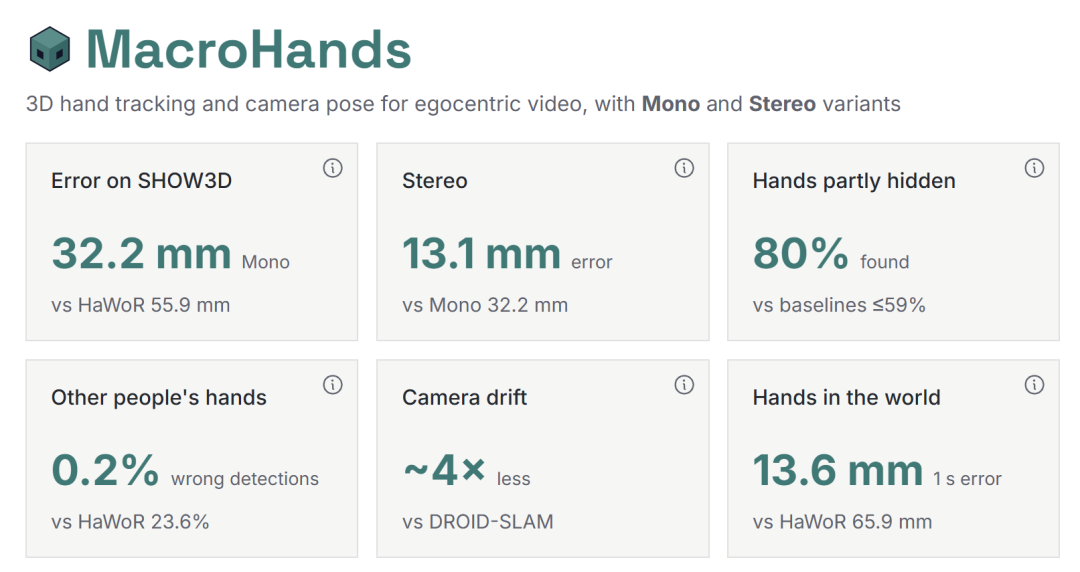 MacroHands
3D hand tracking and camera pose for egocentric video, with Mono and Stereo variants
Error on SHOW3D
32.2 mm Mono
vs HaWoR 55.9 mm
Stereo
13.1 mm error
vs Mono 32.2 mm
Hands partly hidden
80% found
vs baselines ≤59%
Other people's hands
0.2% wrong detections
vs HaWoR 23.6%
Camera drift
~4× less
vs DROID-SLAM
Hands in the world
13.6 mm 1 s error
vs HaWoR 65.9 mm